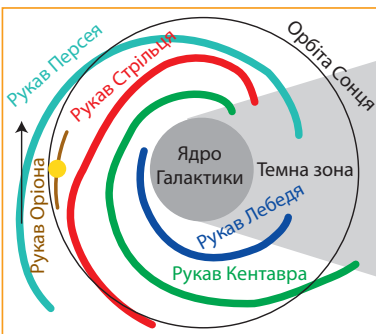 Рукав Персея
Рукав Стрільця
Орбіта Сонця
Рукав Оріона
Ядро
Галактики
Темна зона
Рукав Лебедя
Рукав Кентавра